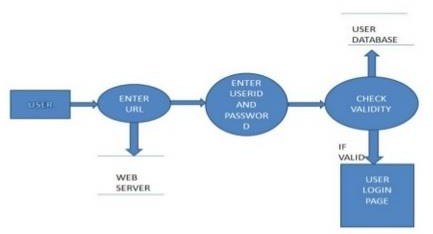 USER
DATABASE
USER
ENTER
URL
ENTER
USERID
AND
PASSWOR
D
CHECK
VALIDITY
WEB
SERVER
IF
VALID
USER
LOGIN
PAGE